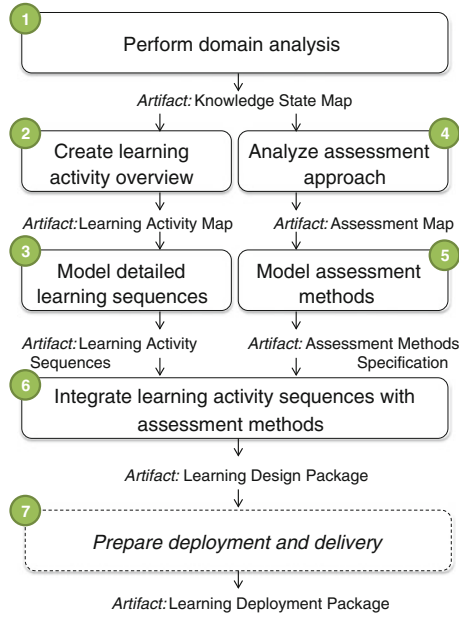 1
Perform domain analysis
Artifact: Knowledge State Map
2
Create learning
activity overview
4
Analyze assessment
approach
Artifact:Learning Activity Map
Artifact: Assessment Map
3
Model detailed
learning sequences
5
Model assessment
methods
Artifact: Learning Activity
Sequences
Artifact: Assessment Methods
Specification
6
Integrate learning activity sequences with
assessment methods
Artifact: Learning Design Package
7
Prepare deployment and delivery
Artifact: Learning Deployment Package